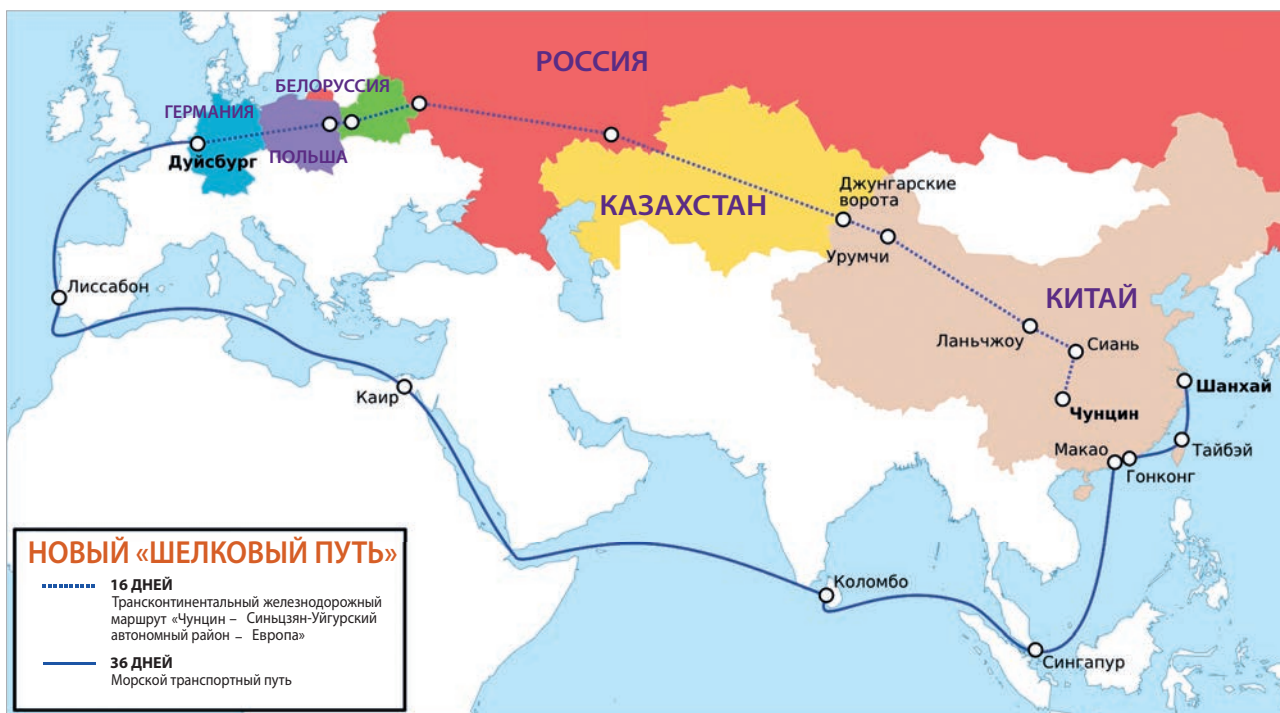 РОССИЯ
БЕЛОРУССИЯ
ГЕРМАНИЯ
ПОЛЬША
Дуйсбург
КАЗАХСТАН
Джунгарские
ворота
Урумчи
КИТАЙ
Лиссабон
Ланьчжоу
Сиань
Шанхай
Каир
Чунцин
Макао
Тайбэй
Гонконг
Коломбо
Сингапур
НОВЫЙ «ШЕЛКОВЫЙ ПУТЬ»
16 ДНЕЙ
Трансконтинентальный железнодорожный
маршрут «Чунцин – Синьцзян-Уйгурский
автономный район – Европа»
36 ДНЕЙ
Морской транспортный путь